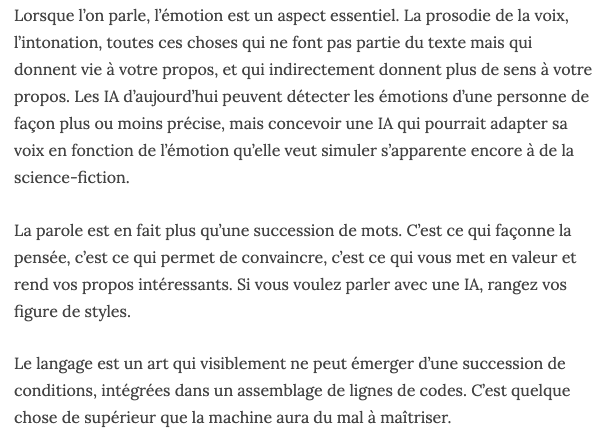 Lorsque l’on parle, l’émotion est un aspect essentiel. La prosodie de la voix,
l’intonation, toutes ces choses qui ne font pas partie du texte mais qui
donnent vie à votre propos, et qui indirectement donnent plus de sens à votre
propos. Les IA d’aujourd’hui peuvent détecter les émotions d’une personne de
façon plus ou moins précise, mais concevoir une IA qui pourrait adapter sa
voix en fonction de l’émotion qu’elle veut simuler s’apparente encore à de la
science-fiction.
La parole est en fait plus qu’une succession de mots. C’est ce qui façonne la
pensée, c’est ce qui permet de convaincre, c’est ce qui vous met en valeur et
rend vos propos intéressants. Si vous voulez parler avec une IA, rangez vos
figure de styles.
Le langage est un art qui visiblement ne peut émerger d’une succession de
conditions, intégrées dans un assemblage de lignes de codes. C’est quelque
chose de supérieur que la machine aura du mal à maîtriser.